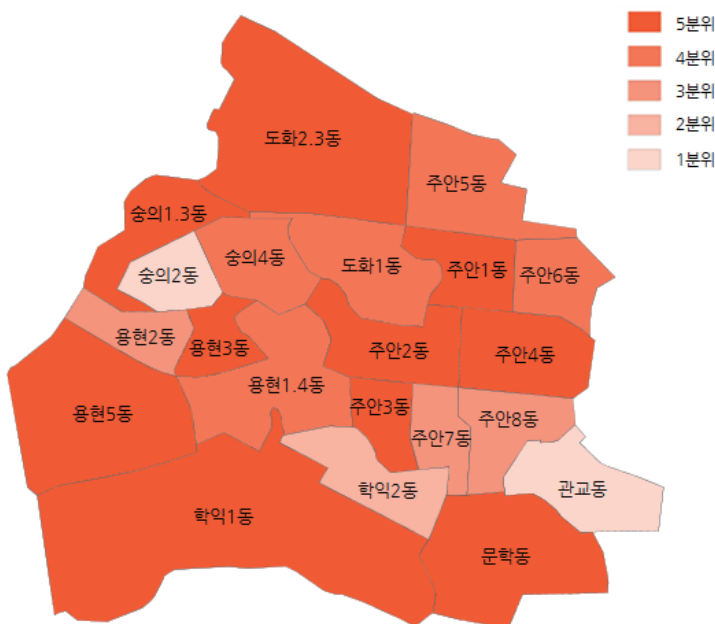 5분위
4분위
3분위
2분위
1분위
도화2.3동
주안5동
숭의1.3동
숭의4동
도화1동
주안1동
주안6동
숭의2동
용현2동
용현3동
주안2동
주안4동
용현1.4동
용현5동
주안3동
주안7동
주안8동
학익2동
관교동
학익1동
문학동